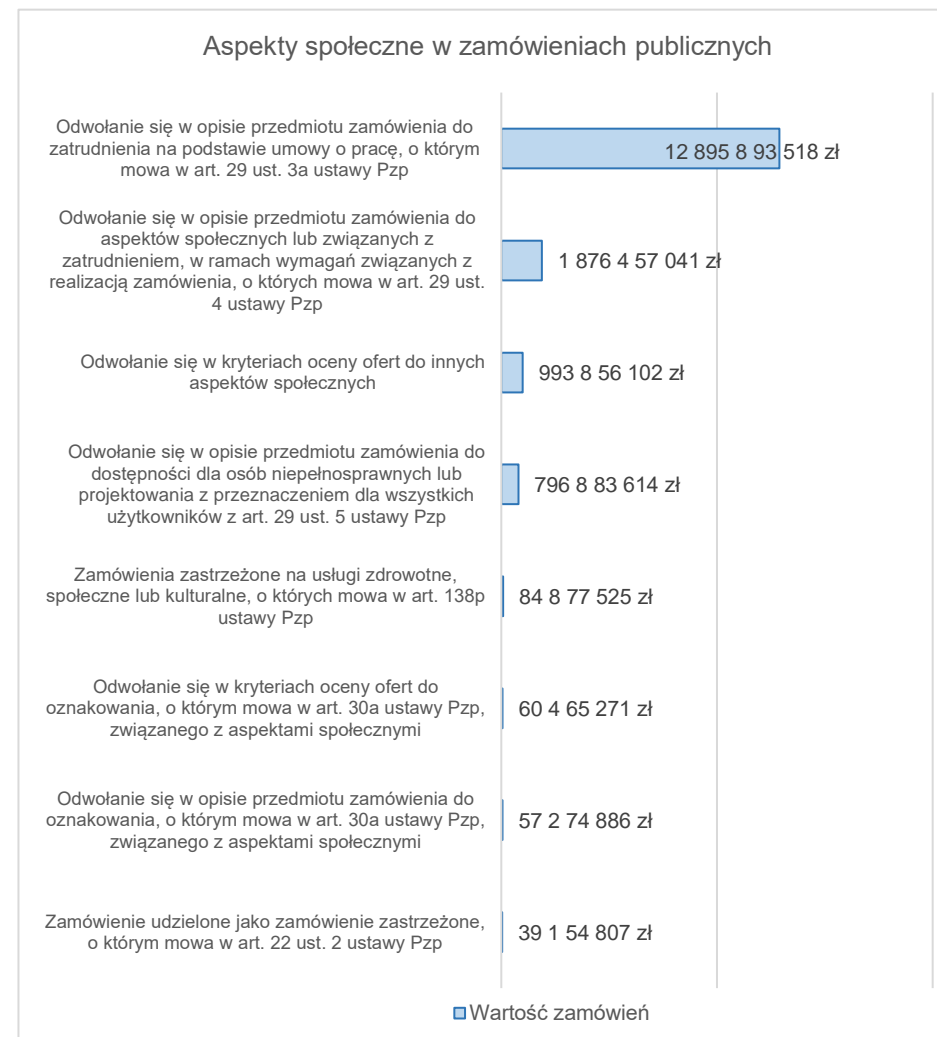 Aspekty społeczne w zamówieniach publicznych
Odwołanie się w opisie przedmiotu zamówienia do
zatrudnienia na podstawie umowy o pracę, o którym
mowa w art. 29 ust. 3a ustawy Pzp
12 895 8 93 518 zł
Odwołanie się w opisie przedmiotu zamówienia do
aspektów społecznych lub związanych z
zatrudnieniem, w ramach wymagań związanych z
realizacją zamówienia, o których mowa w art. 29 ust.
4 ustawy Pzp
1 876 4 57 041 zł
Odwołanie się w kryteriach oceny ofert do innych
aspektów społecznych
993 8 56 102 zł
Odwołanie się w opisie przedmiotu zamówienia do
dostępności dla osób niepełnosprawnych lub
projektowania z przeznaczeniem dla wszystkich
użytkowników z art. 29 ust. 5 ustawy Pzp
796 8 83 614 zł
Zamówienia zastrzeżone na usługi zdrowotne,
społeczne lub kulturalne, o których mowa w art. 138p
ustawy Pzp
84 8 77 525 zł
Odwołanie się w kryteriach oceny ofert do
oznakowania, o którym mowa w art. 30a ustawy Pzp,
związanego z aspektami społecznymi
60 4 65 271 zł
Odwołanie się w opisie przedmiotu zamówienia do
oznakowania, o którym mowa w art. 30a ustawy Pzp,
związanego z aspektami społecznymi
57 2 74 886 zł
Zamówienie udzielone jako zamówienie zastrzeżone,
o którym mowa w art. 22 ust. 2 ustawy Pzp
39 1 54 807 zł
Wartość zamówień